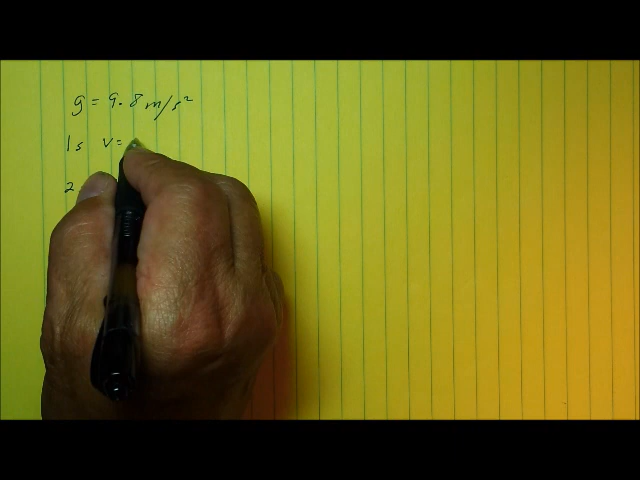 g = 9.8 m/s²
1s v=
2